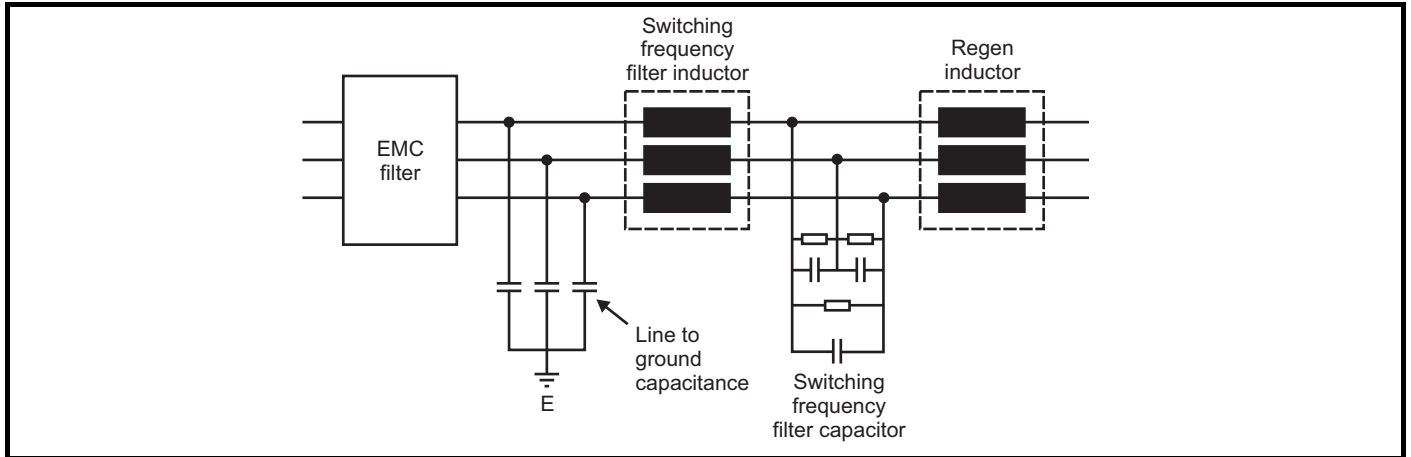 Switching
frequency
filter inductor
Regen
inductor
EMC
filter
Line to
ground
capacitance
E
Switching
frequency
filter capacitor